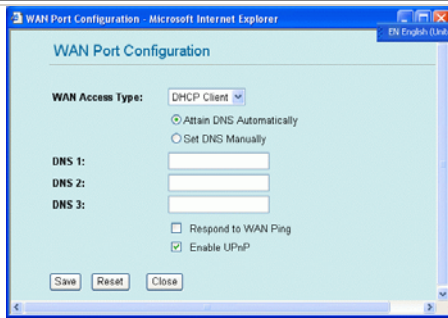 WAN Port Configuration - Microsoft Internet Explorer
EN English (Unit
WAN Port Configuration
WAN Access Type: DHCP Client
Attain DNS Automatically
Set DNS Manually
DNS 1:
DNS 2:
DNS 3:
Respond to WAN Ping
Enable UPnP
Save Reset Close